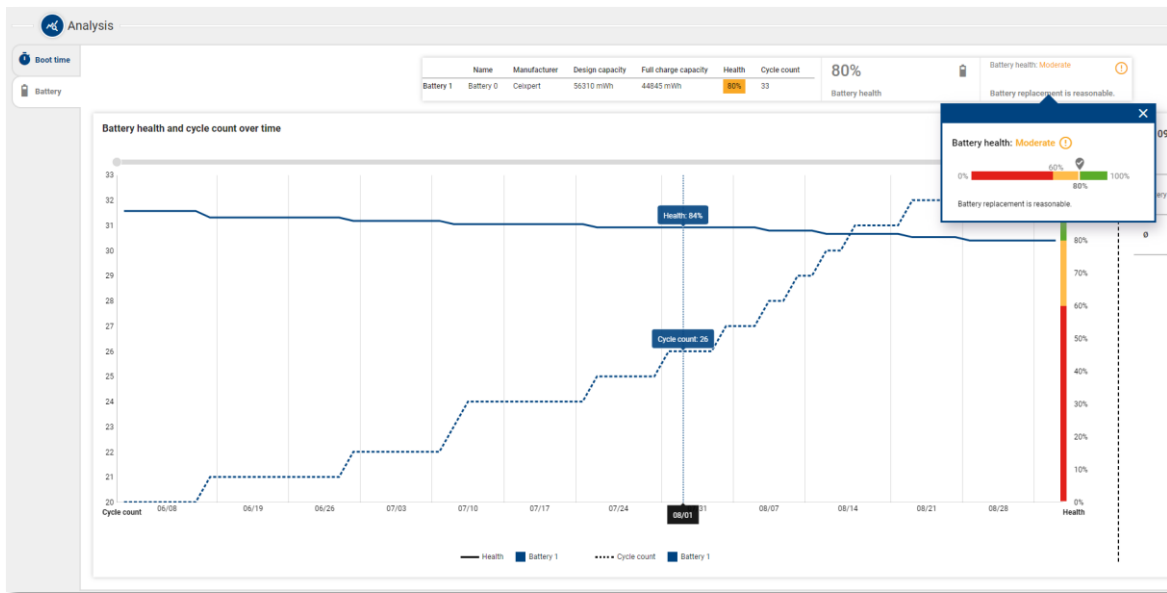 Analysis
Boot time
Battery
Name Manufacturer Design capacity Full charge capacity Health Cycle count
Battery 1 Battery 0 Ceixpert 56310 mWh 44845 mWh 80% 33
80%
Battery health
Battery health: Moderate
Battery replacement is reasonable.
Battery health: Moderate
60%
0% 100%
80%
Battery replacement is reasonable.
09
ery
Ø
Battery health and cycle count over time
33
32
31
30
29
28
27
26
25
24
23
22
21
20
Cycle count
Health: 84%
Cycle count: 26
80%
70%
60%
50%
40%
30%
20%
10%
0%
Health
06/08 06/19 06/26 07/03 07/10 07/17 07/24 08/01 31 08/07 08/14 08/21 08/28
Health Battery 1 Cycle count Battery 1